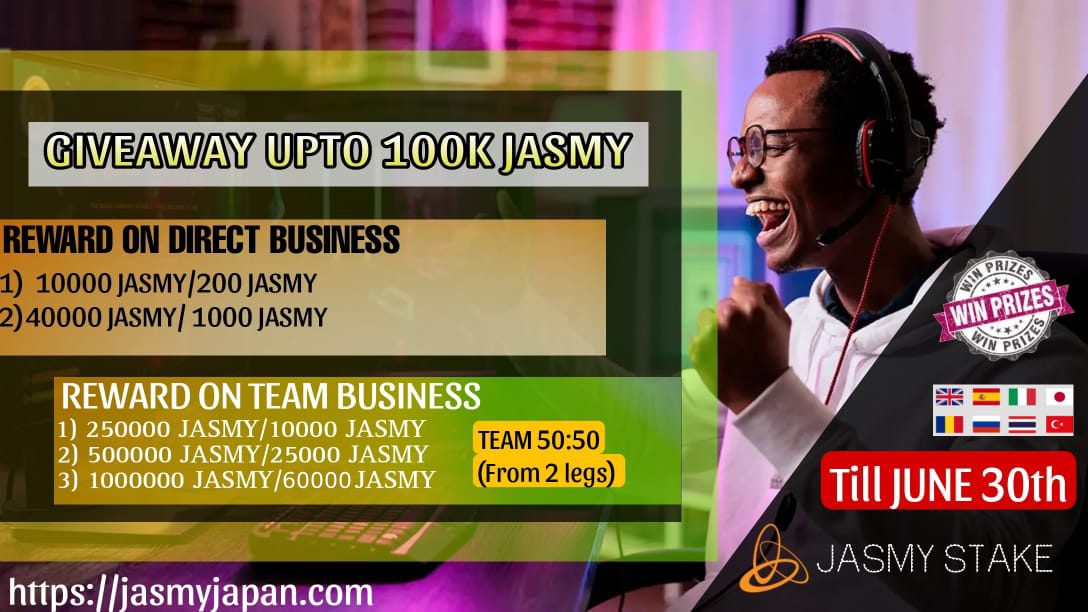 GIVEAWAY UPTO 100K JASMY
REWARD ON DIRECT BUSINESS
1) 10000 JASMY/200 JASMY
2)40000 JASMY/ 1000 JASMY
REWARD ON TEAM BUSINESS
1) 250000 JASMY/10000 JASMY
2) 500000 JASMY/25000 JASMY
3) 1000000 JASMY/60000 JASMY
TEAM 50:50
(From 2 legs)
WIN PRIZES
WIN PRIZES
WIN PRIZES
Till JUNE 30th
JASMY STAKE
https://jasmyjapan.com